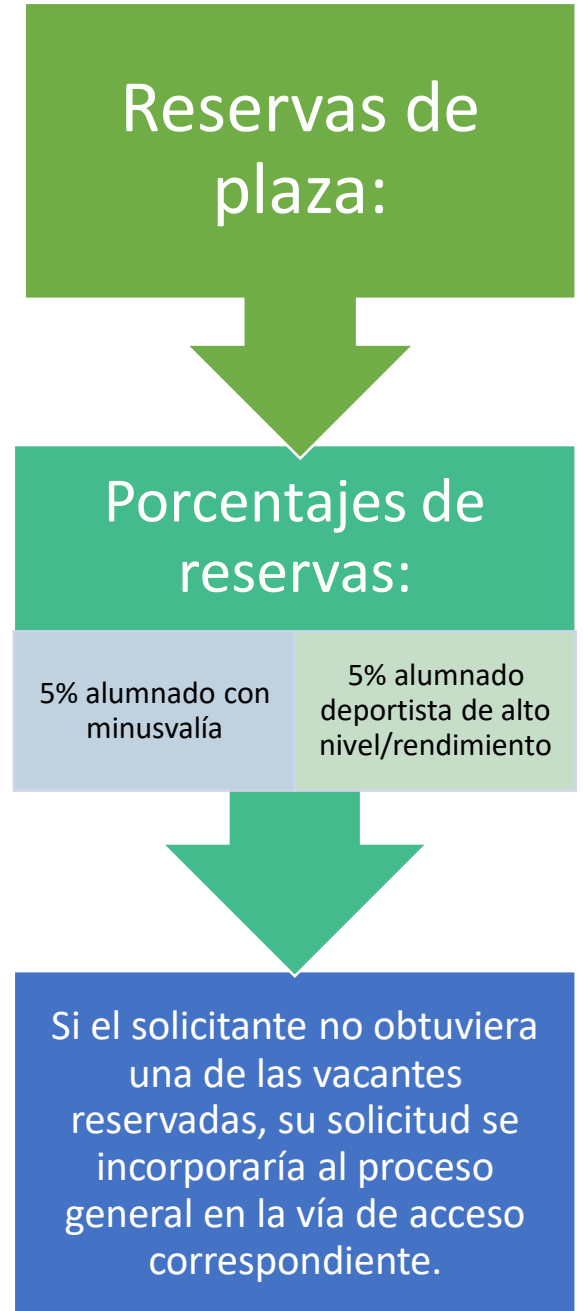 Reservas de
plaza:
Porcentajes de
reservas:
5% alumnado con
minusvalía
5% alumnado
deportista de alto
nivel/rendimiento
Si el solicitante no obtuviera
una de las vacantes
reservadas, su solicitud se
incorporaría al proceso
general en la vía de acceso
correspondiente.